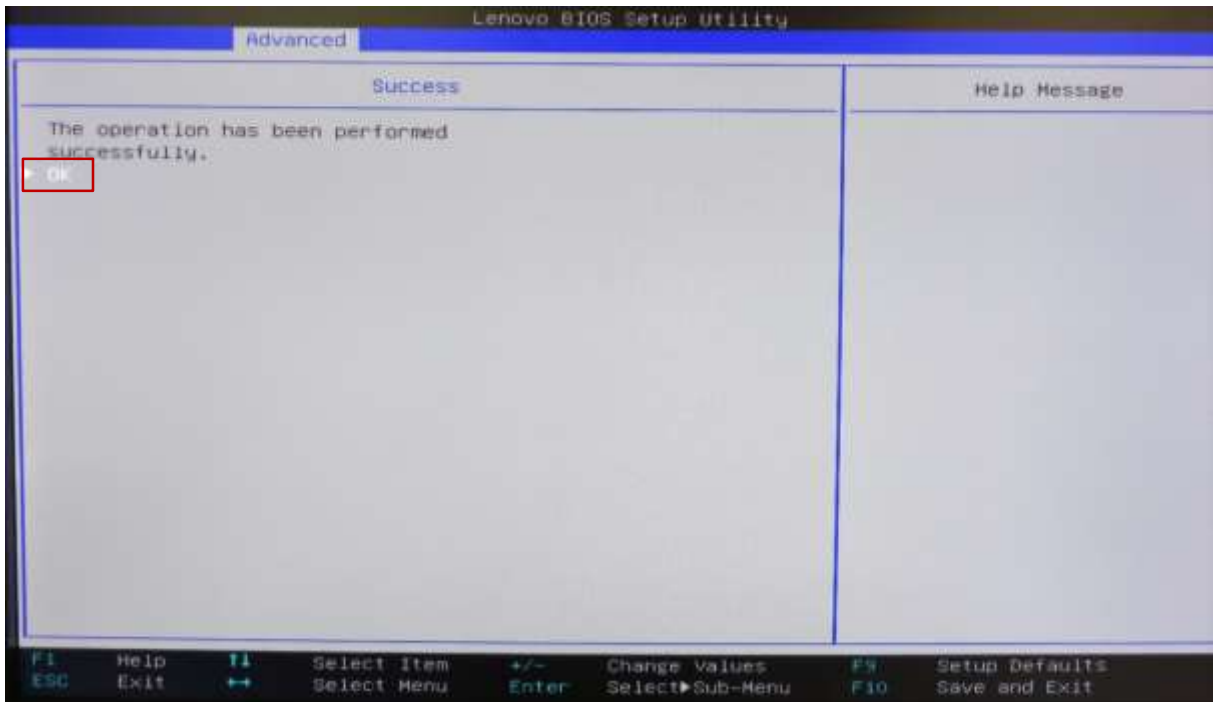 Lenovo BIOS Setup Utility
Advanced
Success
The operation has been performed
successfully.
OK
Help Message
F1 Help ↑↓ Select Item +/- Change Values F9 Setup Defaults
ESC Exit ←→ Select Menu Enter Select▶Sub-Menu F10 Save and Exit